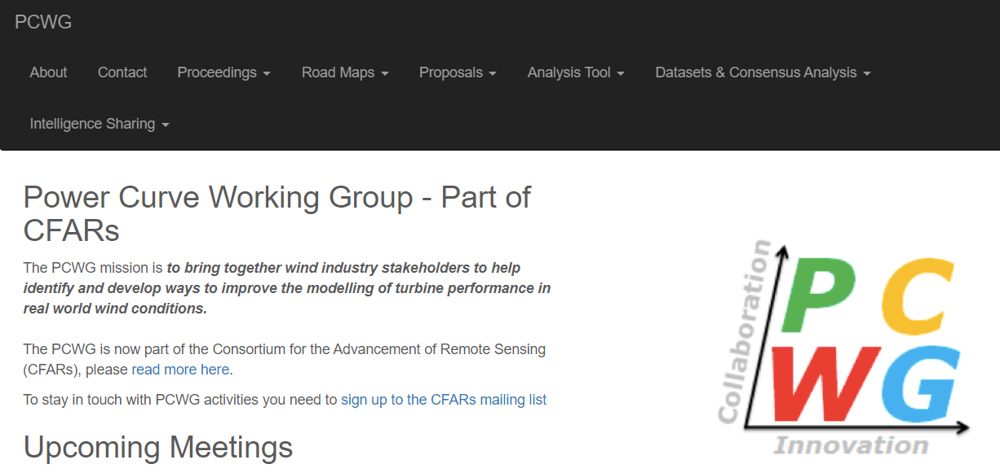 PCWG
About Contact Proceedings Road Maps Proposals Analysis Tool Datasets & Consensus Analysis
Intelligence Sharing
Power Curve Working Group - Part of
CFARs
The PCWG mission is to bring together wind industry stakeholders to help
identify and develop ways to improve the modelling of turbine performance in
real world wind conditions.
The PCWG is now part of the Consortium for the Advancement of Remote Sensing
(CFARs), please read more here.
To stay in touch with PCWG activities you need to sign up to the CFARs mailing list
Upcoming Meetings
Collaboration
P C
W G
Innovation